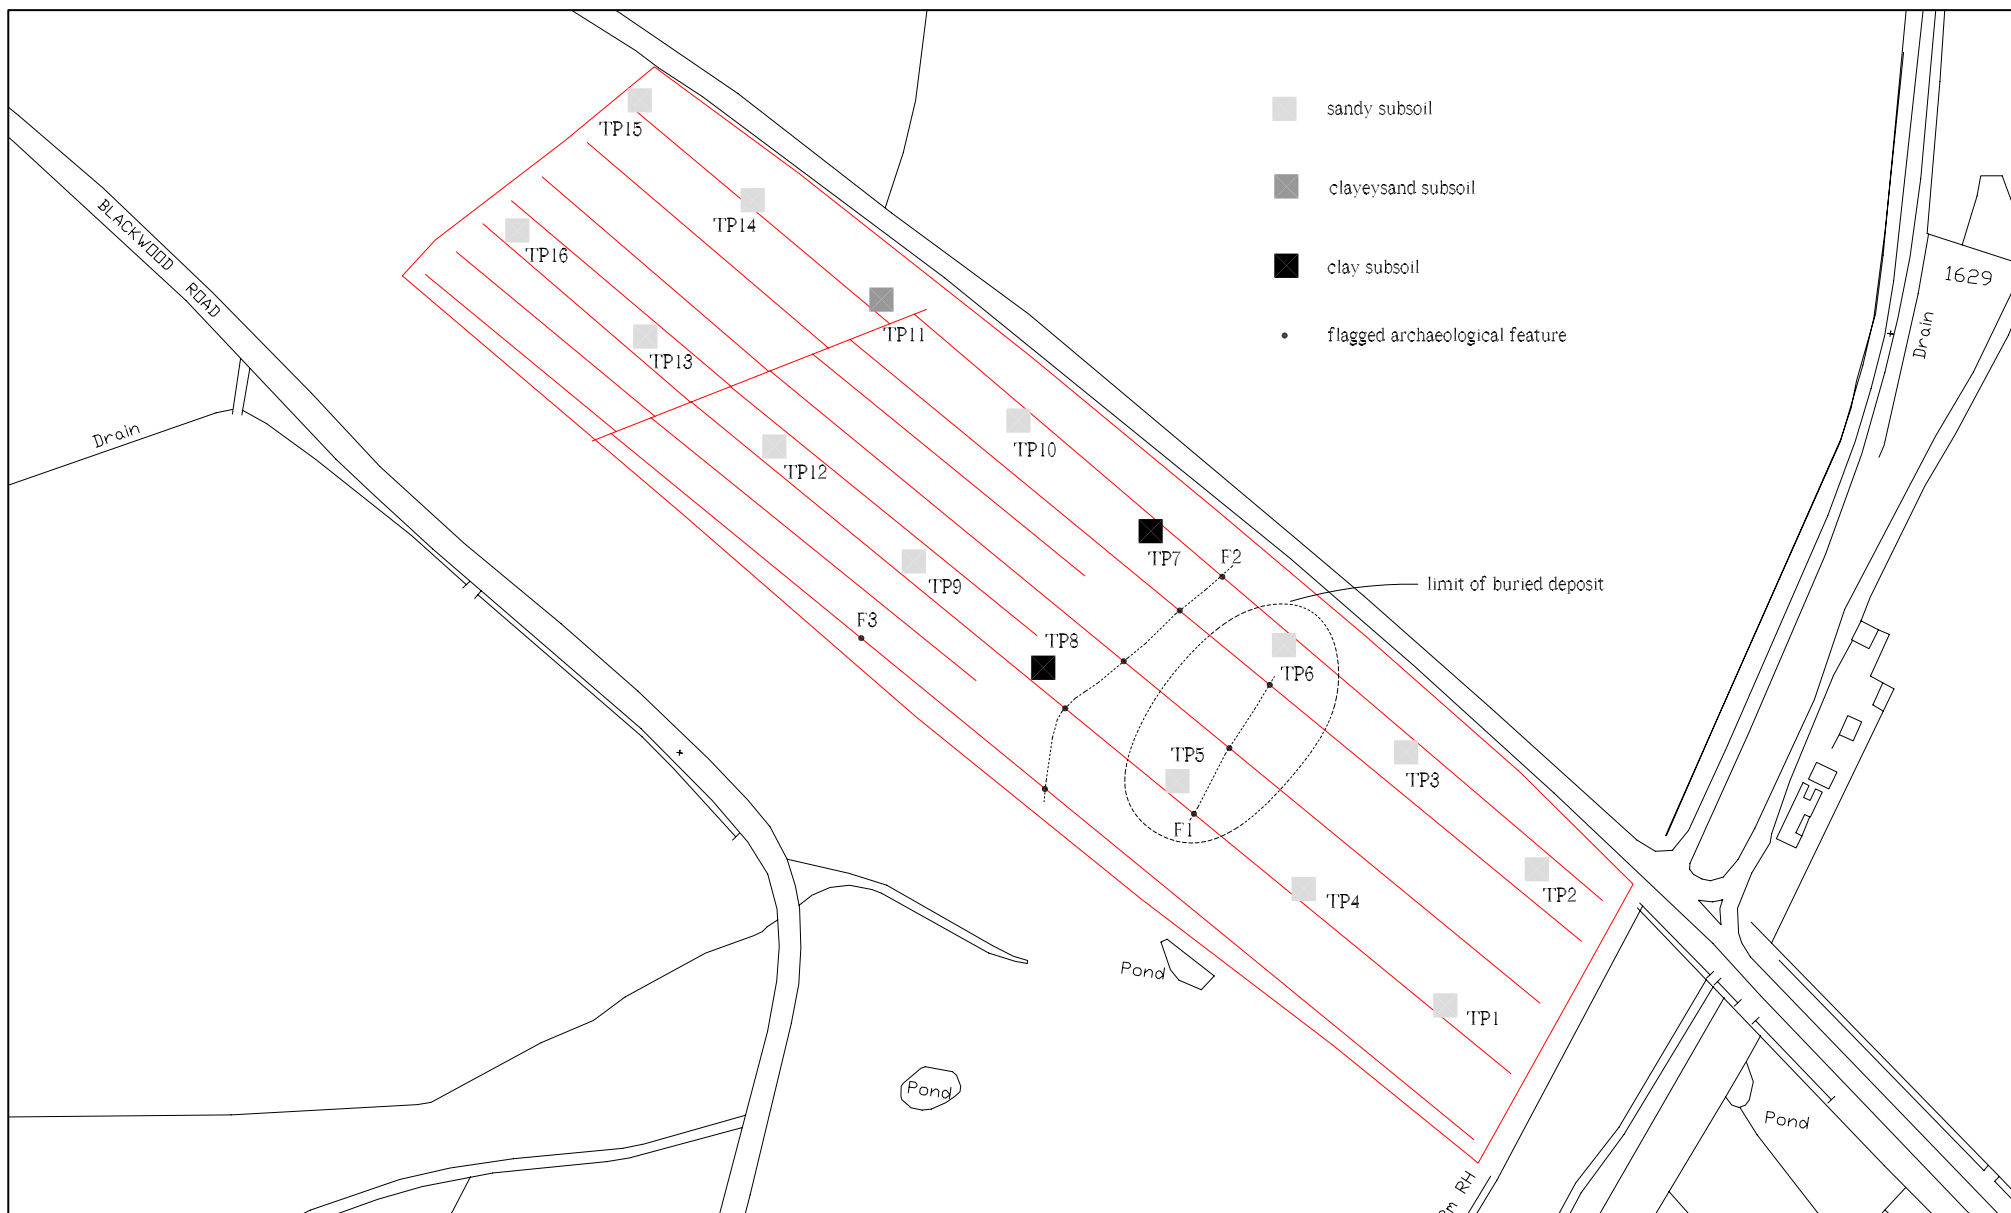 sandy subsoil
TP15
clayeysand subsoil
TP14
BLACKWOOD ROAD
TP16
clay subsoil
1629
TP11
flagged archaeological feature
Drain
TP13
Drain
TP10
TP12
TP7
F2
limit of buried deposit
TP9
F3
TP8
TP6
TP5
TP3
F1
TP2
TP4
Pond
TP1
Pond
Pond
RH